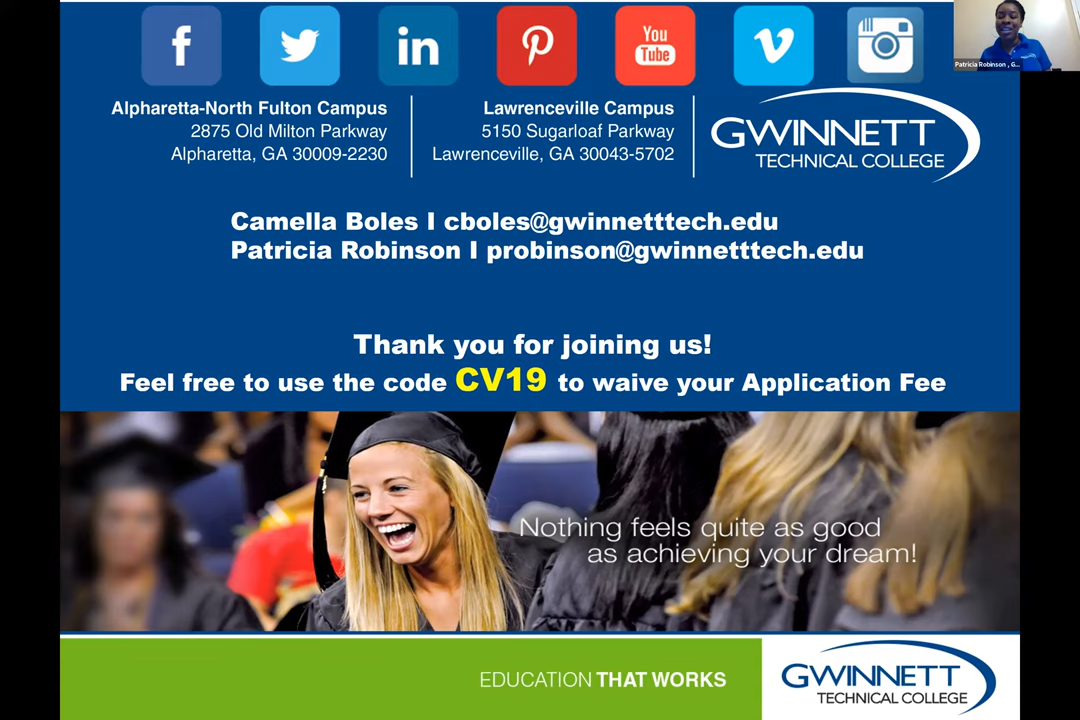 f
in
You
Tube
Patricia Robinson , G...
Alpharetta-North Fulton Campus
2875 Old Milton Parkway
Alpharetta, GA 30009-2230
Lawrenceville Campus
5150 Sugarloaf Parkway
Lawrenceville, GA 30043-5702
GWINNETT
TECHNICAL COLLEGE
Camella Boles I cboles@gwinnetttech.edu
Patricia Robinson I probinson@gwinnetttech.edu
Thank you for joining us!
Feel free to use the code CV19 to waive your Application Fee
Nothing feels quite as good
as achieving your dream!
EDUCATION THAT WORKS
GWINNETT
TECHNICAL COLLEGE